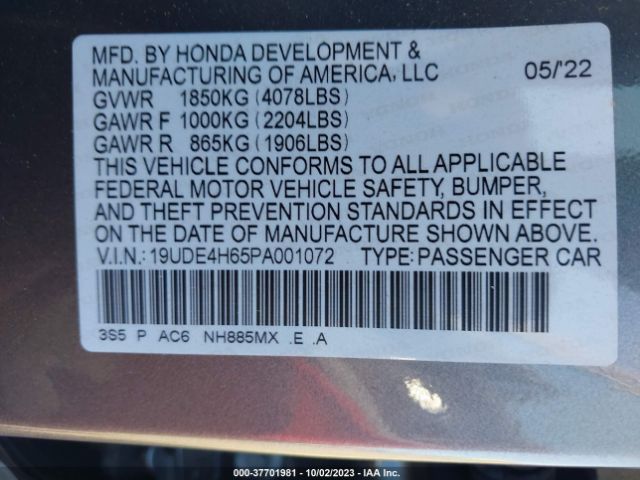 MFD. BY HONDA DEVELOPMENT &
MANUFACTURING OF AMERICA, LLC 05/'22
GVWR 1850KG (4078LBS)
GAWR F 1000KG (2204LBS)
GAWR R 865KG (1906LBS)
THIS VEHICLE CONFORMS TO ALL APPLICABLE
FEDERAL MOTOR VEHICLE SAFETY, BUMPER,
AND THEFT PREVENTION STANDARDS IN EFFECT
ON THE DATE OF MANUFACTURE SHOWN ABOVE.
V.I.N.: 19UDE4H65PA001072 TYPE: PASSENGER CAR
3S5 P AC6 NH885MX .E .A
000-37701981 - 10/02/2023 - IAA Inc.